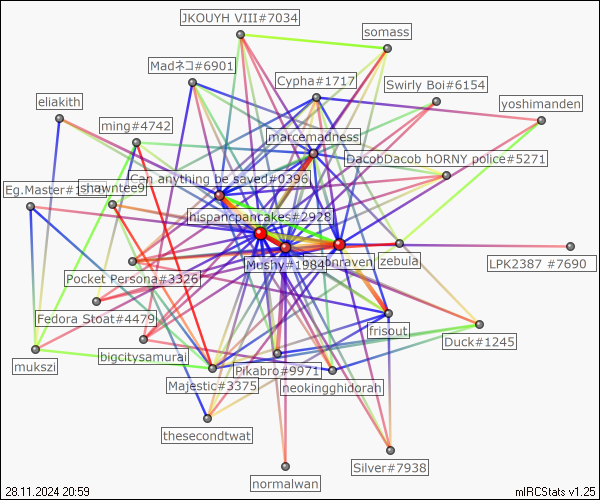 JKOUYH VIII#7034
somass
Madネコ#6901
Cypha#1717
Swirly Boi#6154
eliakith
yoshimanden
ming#4742
marcemadness
DacobDacob hORNY police#5271
Can anything be saved#0396
Eg.Master#1
shawntee9
hispanicpancakes#2928
Mushy#1984
onraven
zebula
LPK2387 #7690
Pocket Persona#3326
Fedora Stoat#4479
frisout
Duck#1245
bigcitysamurai
mukszi
Pikabro#9971
Majestic#3375
neokingghidorah
thesecondtwat
Silver#7938
normalwan
28.11.2024 20:59
mIRCStats v1.25